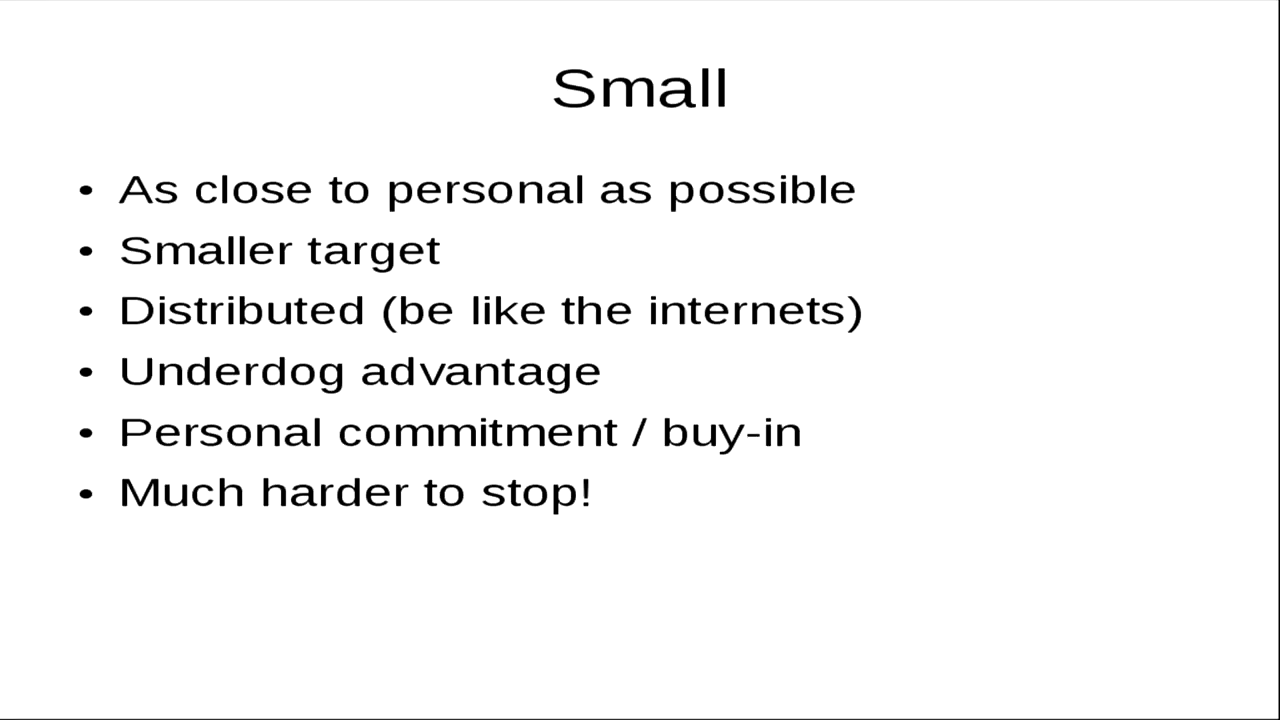 Small
• As close to personal as possible
• Smaller target
• Distributed (be like the internets)
• Underdog advantage
• Personal commitment / buy-in
• Much harder to stop!